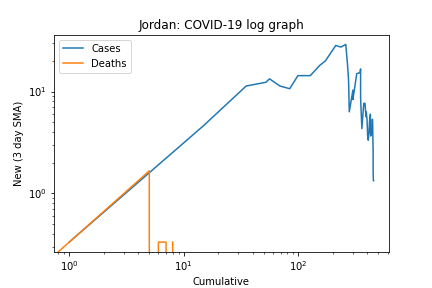 Jordan: COVID-19 log graph
Cases
Deaths
New (3 day SMA)
10¹
10⁰
10⁰ 10¹ 10²
Cumulative